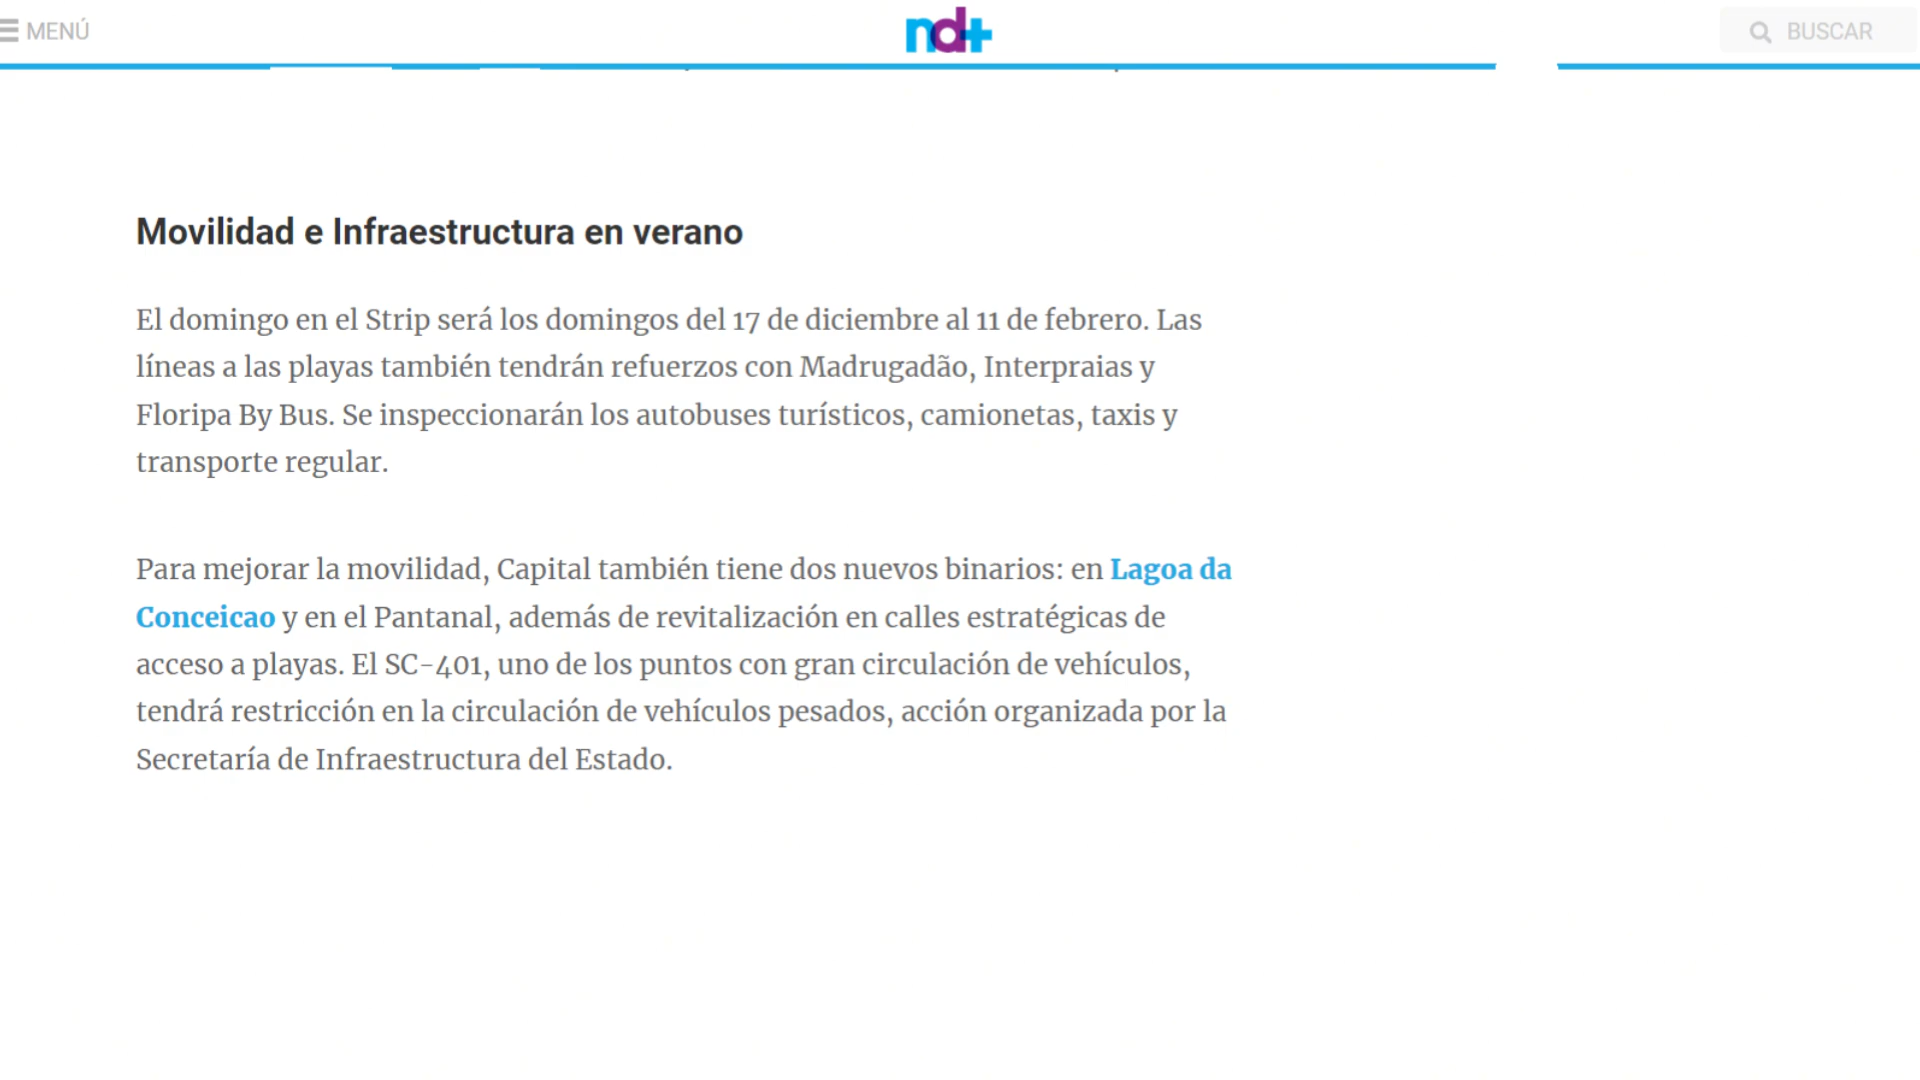 MENÚ
nd+
BUSCAR
Movilidad e Infraestructura en verano
El domingo en el Strip será los domingos del 17 de diciembre al 11 de febrero. Las
líneas a las playas también tendrán refuerzos con Madrugadão, Interpraias y
Floripa By Bus. Se inspeccionarán los autobuses turísticos, camionetas, taxis y
transporte regular.
Para mejorar la movilidad, Capital también tiene dos nuevos binarios: en Lagoa da
Conceicao y en el Pantanal, además de revitalización en calles estratégicas de
acceso a playas. El SC-401, uno de los puntos con gran circulación de vehículos,
tendrá restricción en la circulación de vehículos pesados, acción organizada por la
Secretaría de Infraestructura del Estado.